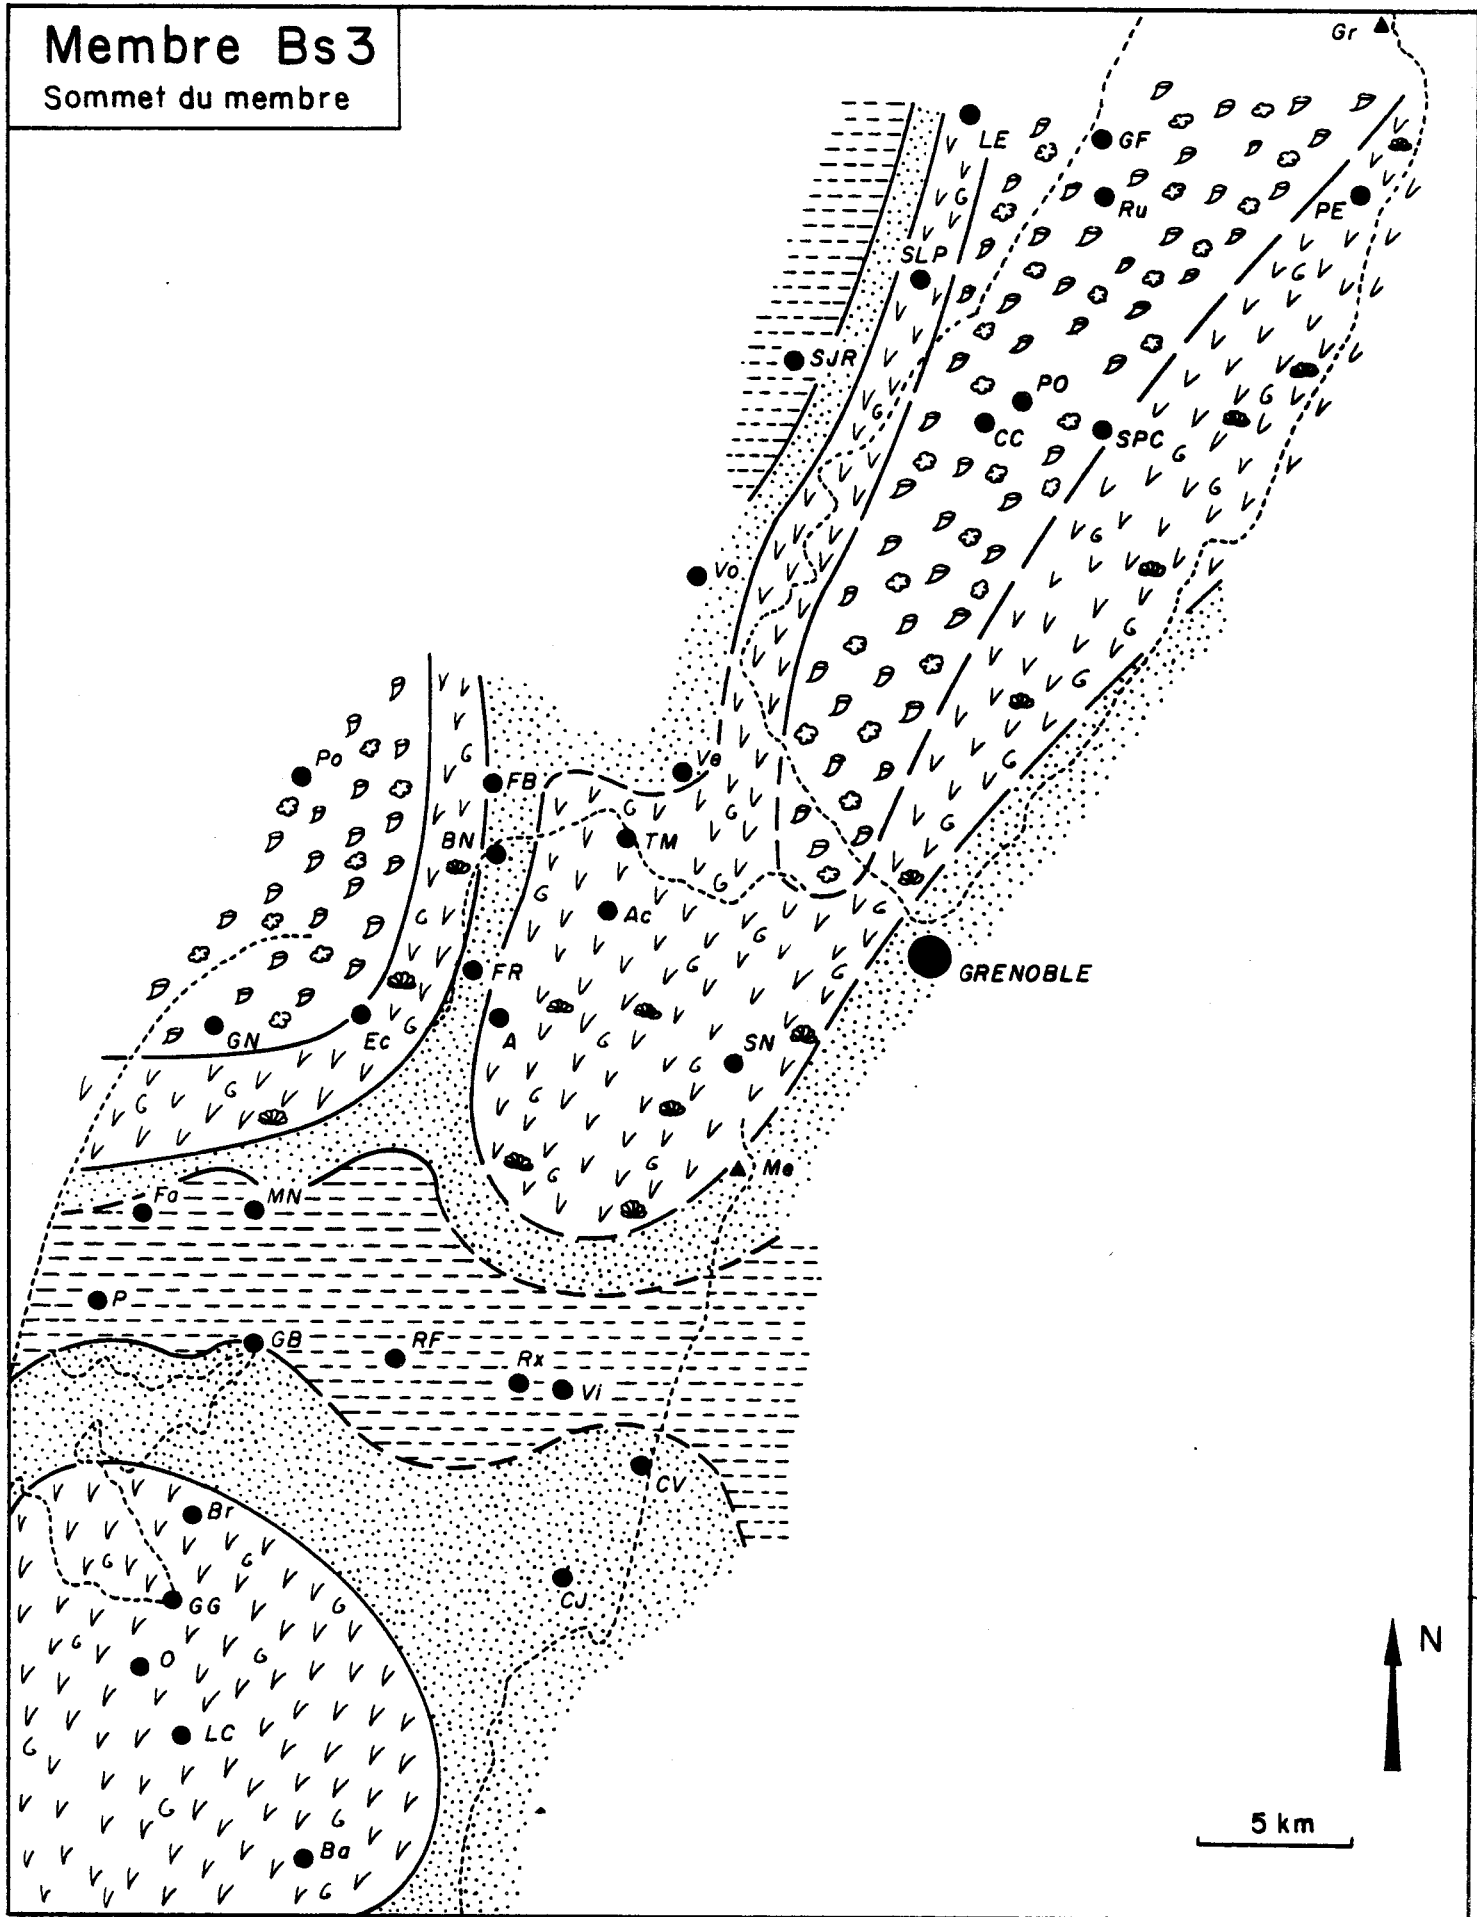 Membre Bs3
Sommet du membre
Gr
LE
GF
Ru
PE
SLP
SJR
PO
CC
SPC
Vo
Po
FB
Ve
BN
TM
Ac
FR
GRENOBLE
GN
Ec
A
SN
Me
Fa
MN
P
GB
RF
Rx
Vi
CV
Br
CJ
GG
O
N
LC
5 km
Ba